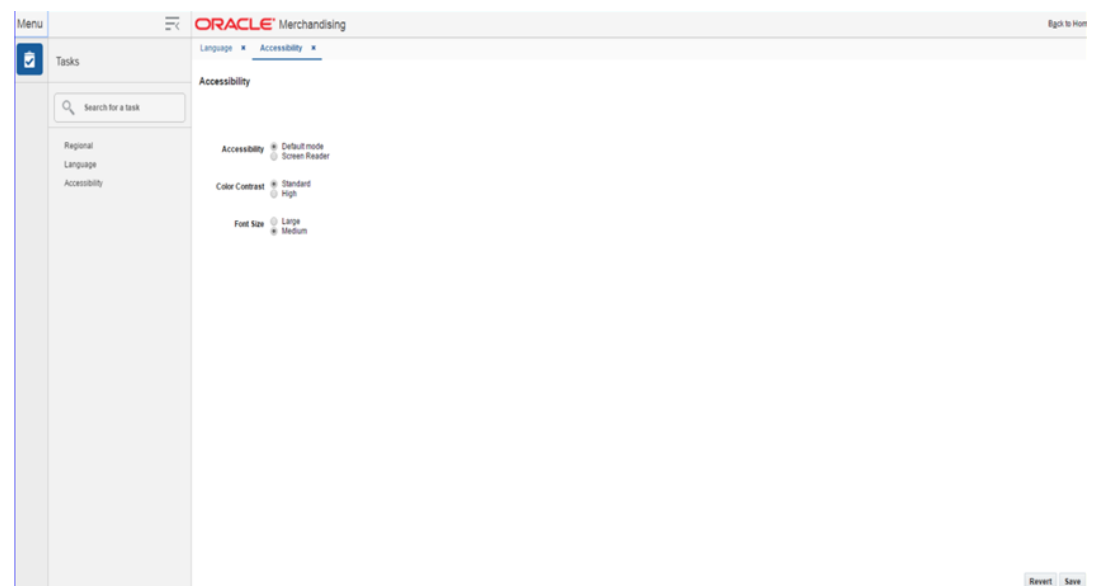 Menu
ORACLE Merchandising
Back to Hom
Language
Accessibility
Tasks
Accessibility
Search for a task
Regional
Language
Accessibility
Accessibility
Default mode
Screen Reader
Color Contrast
Standard
High
Font Size
Large
Medium
Revert
Save